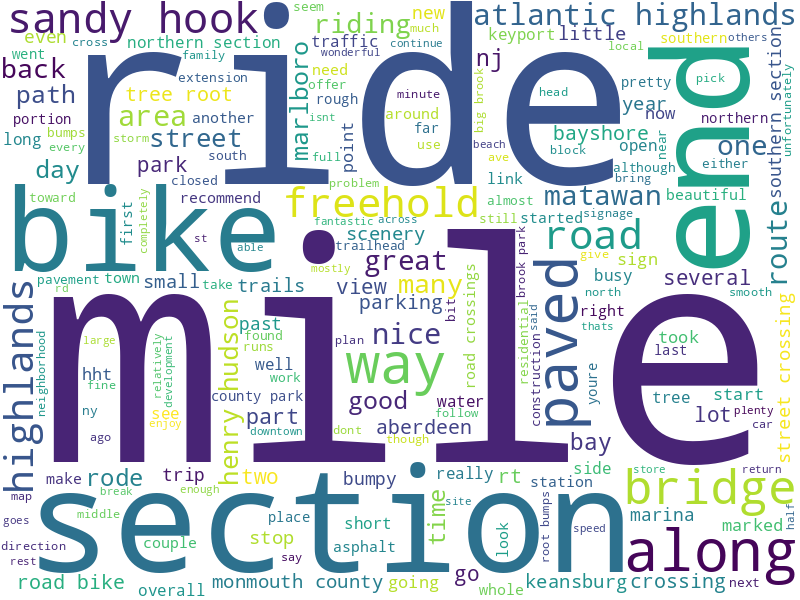 sandy hook
ride
atlantic highlands
seem
riding
new
keyport
little
southern
others
cross
even
northern section
traffic
wonderful
much
continue
local
went
family
nj
back
extension
need
offer
pretty
pick
path
tree root
marlboro
rough
minute
head
big brook
year
northern
portion
area
another
isnt
around
now
southern section
unfortunately
bumps
storm
point
use
bayshore
long
every
street
far
beach
ave
block
open
near
one
end
south
full
although
either
day
park
closed
problem
link
bring
toward
recommend
almost
matawan
beautiful
bike
freehold
still
started
signage
first
completely
fantastic
across
scenery
road
route
st
able
trailhead
pavement
town
mostly
great
brook park
paved
busy
sign
give
rd
small
take
trails
view
many
several
north
smooth
mile
parking
bit
said
right
thats
highlands
neighborhood
large
relatively
development
henry hudson
past
found
runs
plan
nice
road crossings
residential
construction
took
last
street crossing
hht
fine
well
work
way
youre
tree
start
ny
see
enjoy
county park
good
water
lot
plenty
car
ago
part
downtown
dont
follow
aberdeen
though
bay
make
rode
trip
two
bumpy
really
rt
station
side
store
return
map
break
enough
time
site
bridge
goes
middle
place
short
look
root bumps
speed
marina
marked
half
section
direction
couple
stop
asphalt
along
rest
say
road bike
overall
monmouth county
going
whole
go
keansburg
crossing
next